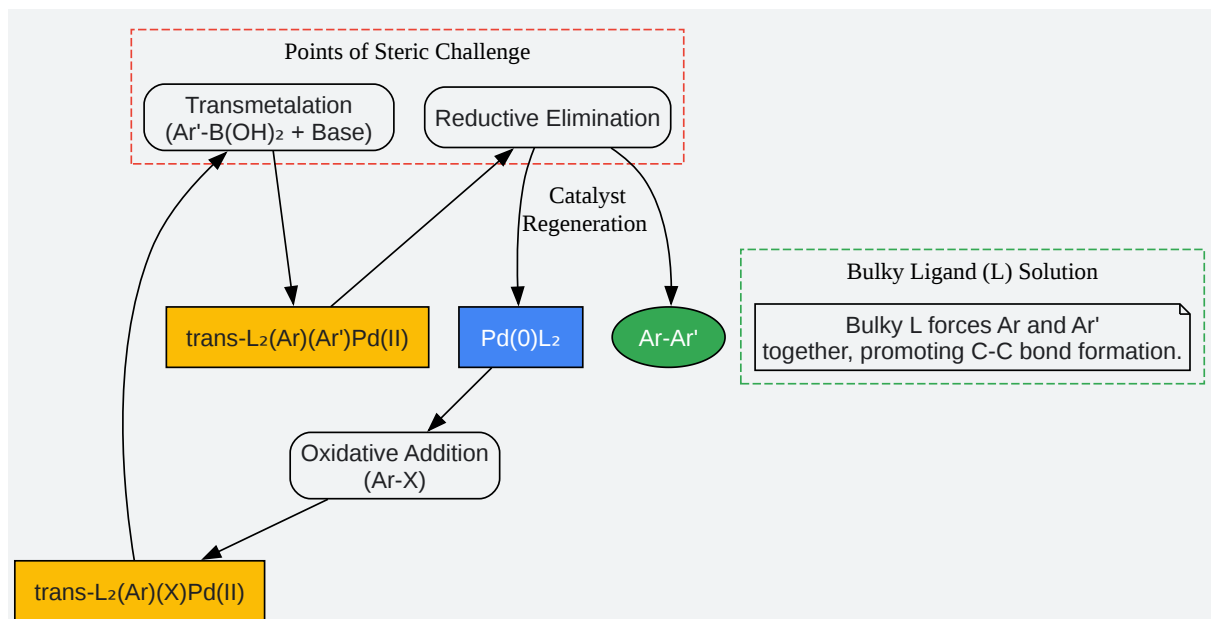 Points of Steric Challenge
Transmetalation
(Ar'-B(OH)₂ + Base)
Reductive Elimination
Catalyst
Regeneration
Bulky Ligand (L) Solution
Bulky L forces Ar and Ar'
together, promoting C-C bond formation.
trans-L₂(Ar)(Ar')Pd(II)
Pd(0)L₂
Ar-Ar'
Oxidative Addition
(Ar-X)
trans-L₂(Ar)(X)Pd(II)